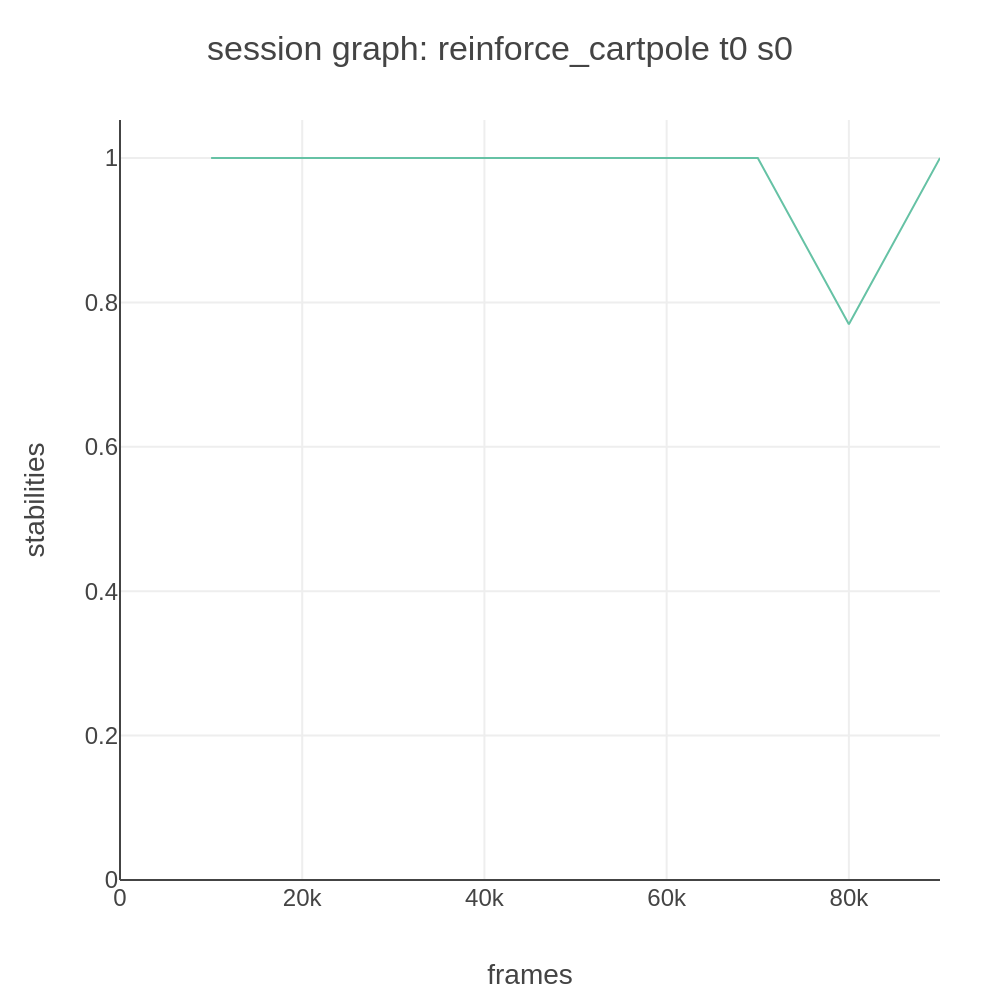 session graph: reinforce_cartpole t0 s0
1
0.8
0.6
0.4
0.2
0
stabilities
0
20k
40k
60k
80k
frames